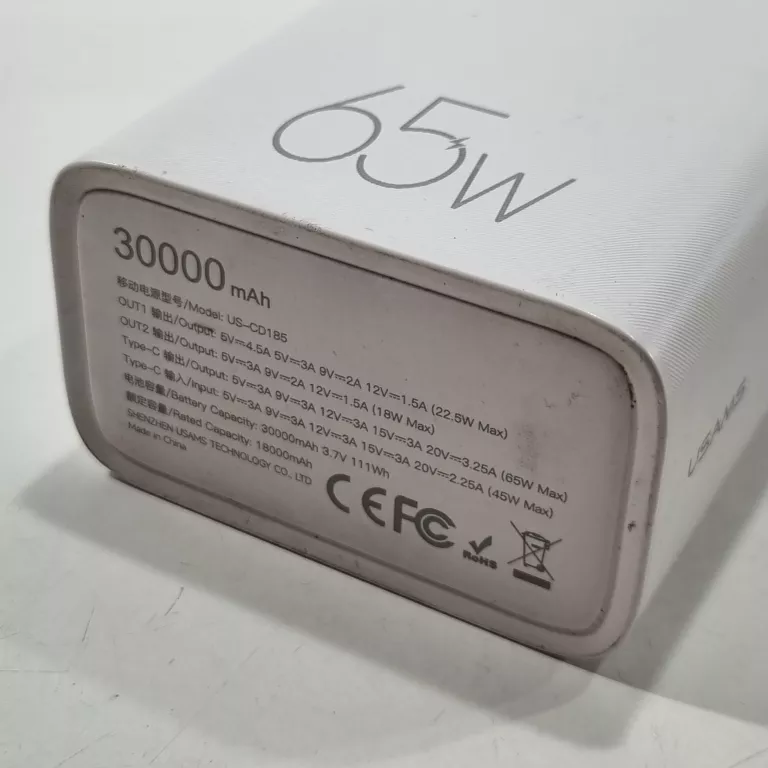 65W
30000 mAh
移动电源型号/Model: US-CD185
OUT1 输出/Output: 5V⎓4.5A 5V⎓3A 9V⎓2A 12V⎓1.5A (22.5W Max)
OUT2 输出/Output: 5V⎓3A 9V⎓2A 12V⎓1.5A (18W Max)
Type-C 输出/Output: 5V⎓3A 9V⎓3A 12V⎓3A 15V⎓3A 20V⎓3.25A (65W Max)
Type-C 输入/Input: 5V⎓3A 9V⎓3A 12V⎓3A 15V⎓3A 20V⎓2.25A (45W Max)
电池容量/Battery Capacity: 30000mAh 3.7V 111Wh
额定容量/Rated Capacity: 18000mAh
SHENZHEN USAMS TECHNOLOGY CO., LTD
Made in China
CE FC
RoHS
USAMS